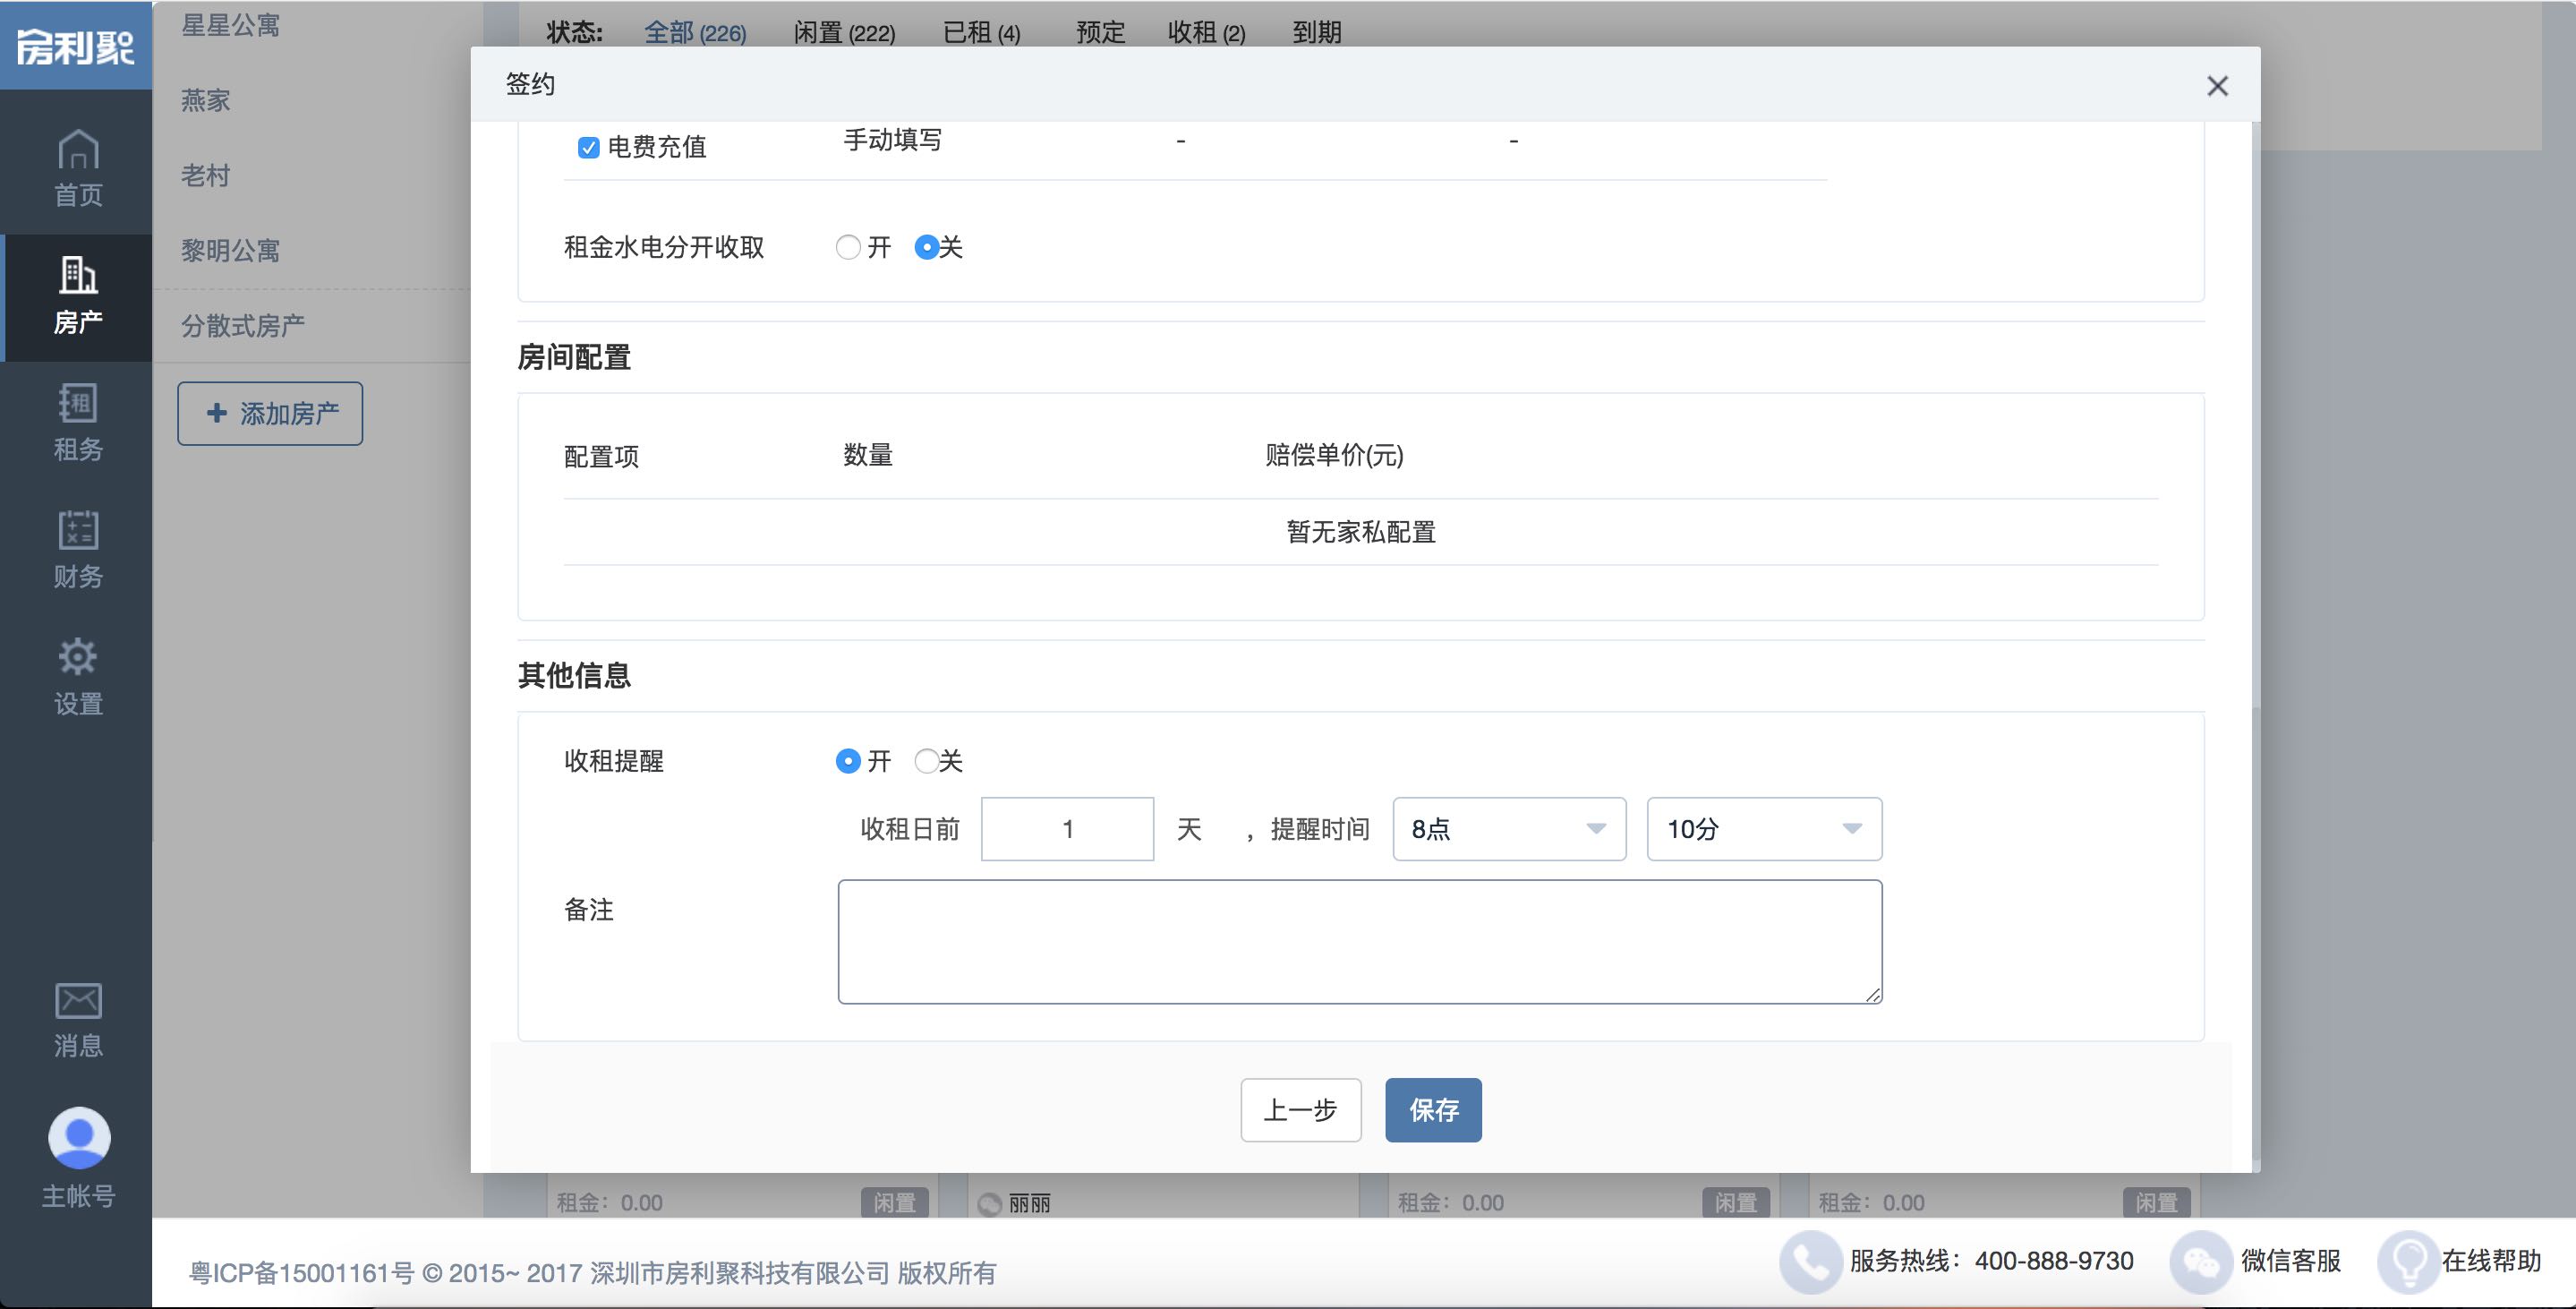 房利聚
首页
房产
租
租务
财务
设置
消息
主帐号
星星公寓
燕家
老村
黎明公寓
分散式房产
+ 添加房产
状态: 全部 (226) 闲置 (222) 已租 (4) 预定 收租 (2) 到期
签约
电费充值 手动填写 - -
租金水电分开收取 开 关
房间配置
配置项 数量 赔偿单价(元)
暂无家私配置
其他信息
收租提醒 开 关
收租日前 1 天 ，提醒时间 8点 10分
备注
上一步 保存
租金：0.00 闲置 丽丽 租金：0.00 闲置 租金：0.00 闲置
粤ICP备15001161号 © 2015~ 2017 深圳市房利聚科技有限公司 版权所有
服务热线：400-888-9730 微信客服 在线帮助